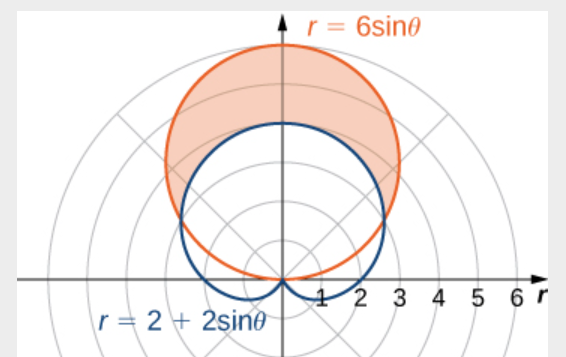 r = 6sinθ
1 2 3 4 5 6 r
r = 2 + 2sinθ